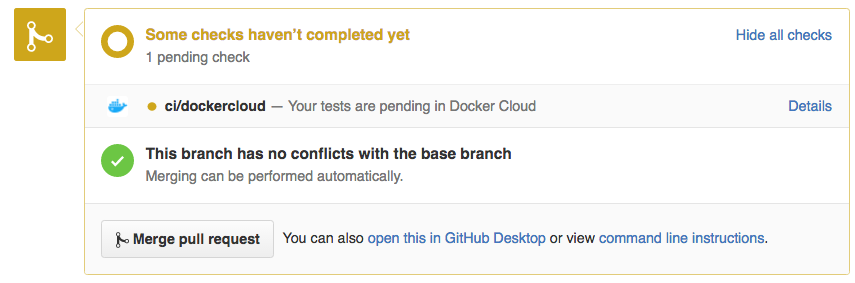 Some checks haven’t completed yet
Hide all checks
1 pending check
ci/dockercloud — Your tests are pending in Docker Cloud
Details
This branch has no conflicts with the base branch
Merging can be performed automatically.
Merge pull request
You can also open this in GitHub Desktop or view command line instructions.